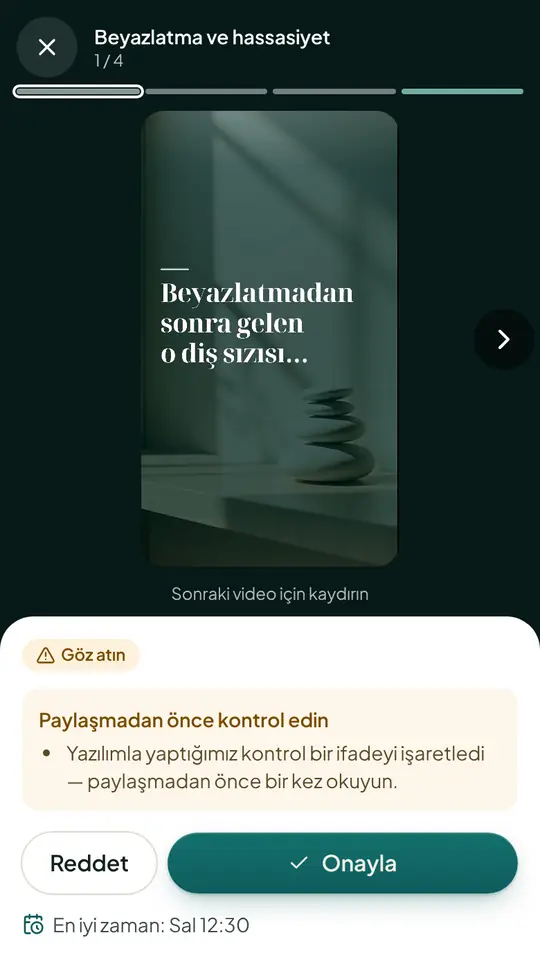 Beyazlatma ve hassasiyet
1 / 4
Beyazlatmadan
sonra gelen
o diş sızısı...
Sonraki video için kaydırın
Göz atın
Paylaşmadan önce kontrol edin
• Yazılımla yaptığımız kontrol bir ifadeyi işaretledi
— paylaşmadan önce bir kez okuyun.
Reddet
Onayla
En iyi zaman: Sal 12:30